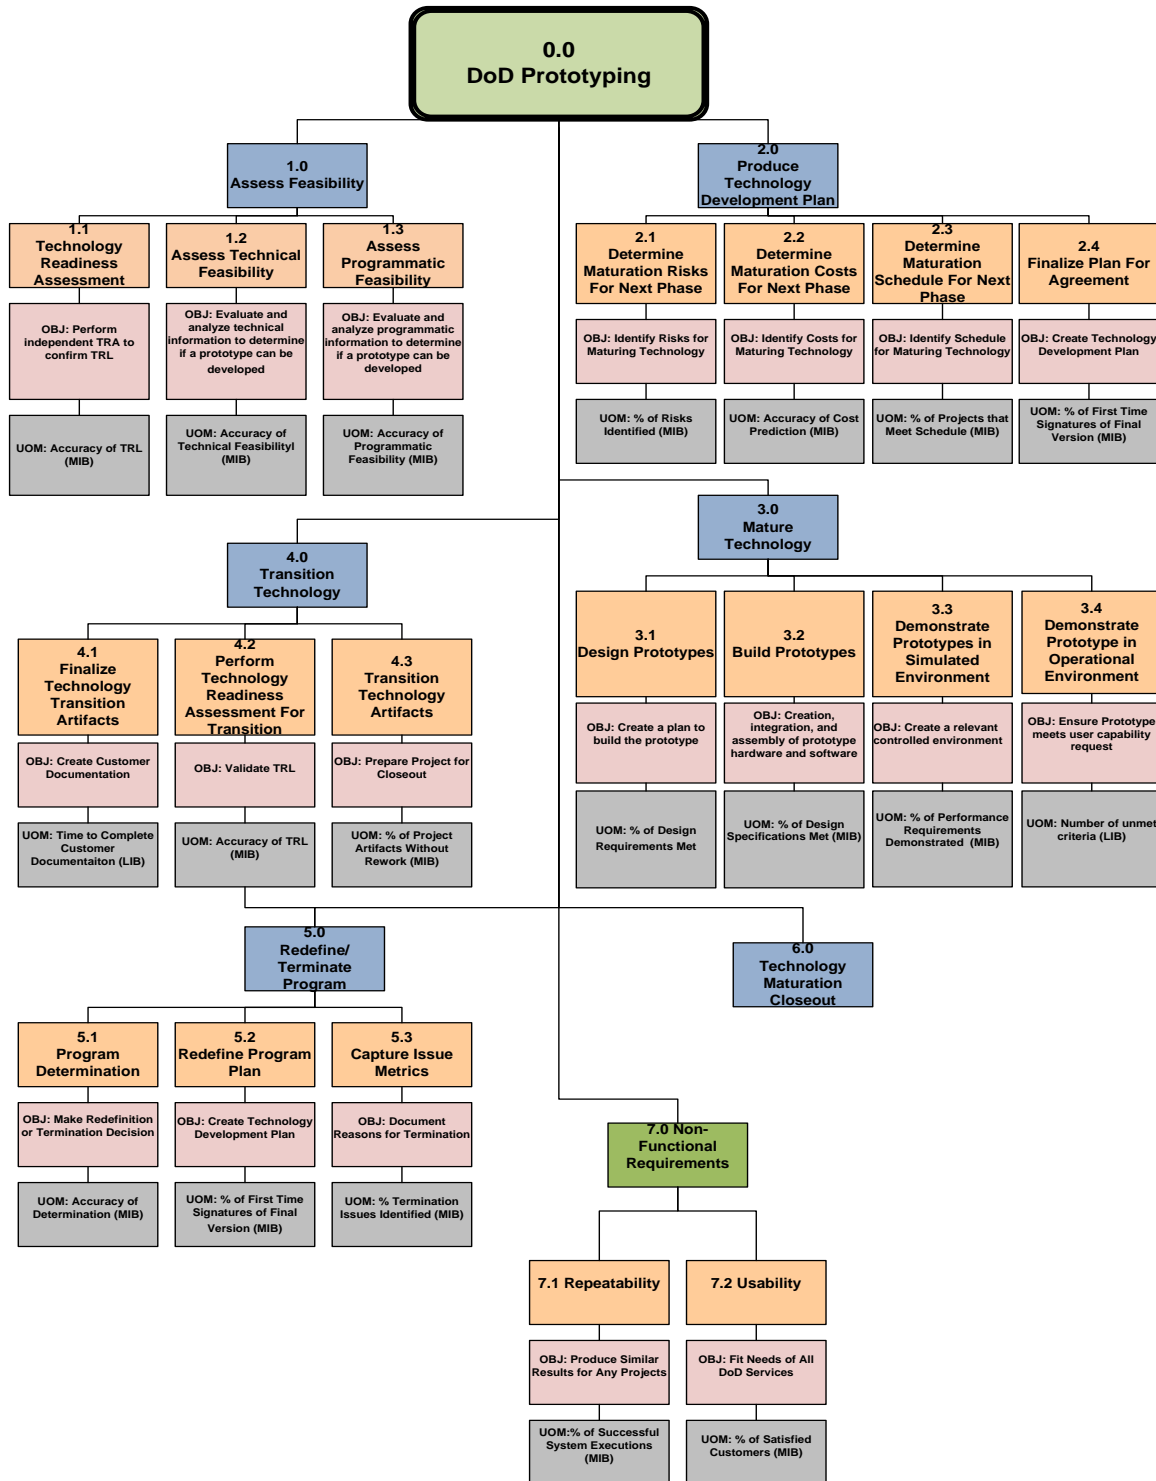 0.0
DoD Prototyping
1.0
Assess Feasibility
2.0
Produce
Technology
Development Plan
1.1
Technology
Readiness
Assessment
1.2
Assess Technical
Feasibility
1.3
Assess
Programmatic
Feasibility
2.1
Determine
Maturation Risks
For Next Phase
2.2
Determine
Maturation Costs
For Next Phase
2.3
Determine
Maturation
Schedule For Next
Phase
2.4
Finalize Plan For
Agreement
OBJ: Perform
independent TRA to
confirm TRL
OBJ: Evaluate and
analyze technical
information to determine
if a prototype can be
developed
OBJ: Evaluate and
analyze programmatic
information to determine
if a prototype can be
developed
OBJ: Identify Risks for
Maturing Technology
OBJ: Identify Costs for
Maturing Technology
OBJ: Identify Schedule
for Maturing Technology
OBJ: Create Technology
Development Plan
UOM: Accuracy of TRL
(MIB)
UOM: Accuracy of
Technical Feasibilityl
(MIB)
UOM: Accuracy of
Programmatic
Feasibility (MIB)
UOM: % of Risks
Identified (MIB)
UOM: Accuracy of Cost
Prediction (MIB)
UOM: % of Projects that
Meet Schedule (MIB)
UOM: % of First Time
Signatures of Final
Version (MIB)
3.0
Mature
Technology
4.0
Transition
Technology
3.1
Design Prototypes
3.2
Build Prototypes
3.3
Demonstrate
Prototypes in
Simulated
Environment
3.4
Demonstrate
Prototype in
Operational
Environment
4.1
Finalize
Technology
Transition
Artifacts
4.2
Perform
Technology
Readiness
Assessment For
Transition
4.3
Transition
Technology
Artifacts
OBJ: Create a plan to
build the prototype
OBJ: Creation,
integration, and
assembly of prototype
hardware and software
OBJ: Create a relevant
controlled environment
OBJ: Ensure Prototype
meets user capability
request
OBJ: Create Customer
Documentation
OBJ: Validate TRL
OBJ: Prepare Project for
Closeout
UOM: % of Design
Requirements Met
UOM: % of Design
Specifications Met (MIB)
UOM: % of Performance
Requirements
Demonstrated (MIB)
UOM: Number of unmet
criteria (LIB)
UOM: Time to Complete
Customer
Documentaiton (LIB)
UOM: Accuracy of TRL
(MIB)
UOM: % of Project
Artifacts Without
Rework (MIB)
5.0
Redefine/
Terminate
Program
6.0
Technology
Maturation
Closeout
5.1
Program
Determination
5.2
Redefine Program
Plan
5.3
Capture Issue
Metrics
OBJ: Make Redefinition
or Termination Decision
OBJ: Create Technology
Development Plan
OBJ: Document
Reasons for Termination
UOM: Accuracy of
Determination (MIB)
UOM: % of First Time
Signatures of Final
Version (MIB)
UOM: % Termination
Issues Identified (MIB)
7.0 Non-
Functional
Requirements
7.1 Repeatability
7.2 Usability
OBJ: Produce Similar
Results for Any Projects
OBJ: Fit Needs of All
DoD Services
UOM:% of Successful
System Executions
(MIB)
UOM: % of Satisfied
Customers (MIB)